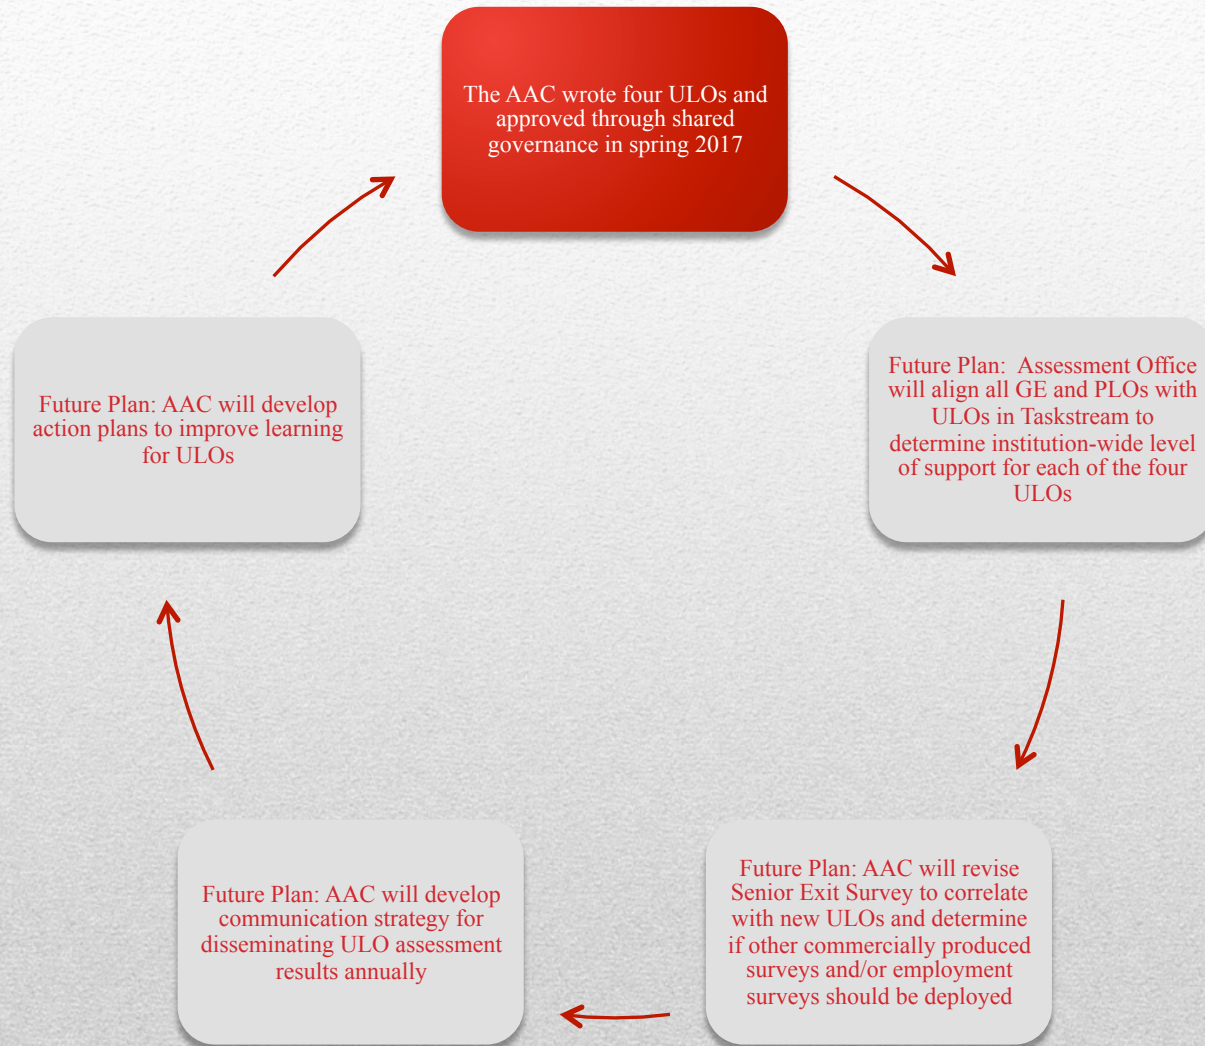 The AAC wrote four ULOs and
approved through shared
governance in spring 2017
Future Plan:  Assessment Office
will align all GE and PLOs with
ULOs in Taskstream to
determine institution-wide level
of support for each of the four
ULOs
Future Plan: AAC will revise
Senior Exit Survey to correlate
with new ULOs and determine
if other commercially produced
surveys and/or employment
surveys should be deployed
Future Plan: AAC will develop
communication strategy for
disseminating ULO assessment
results annually
Future Plan: AAC will develop
action plans to improve learning
for ULOs